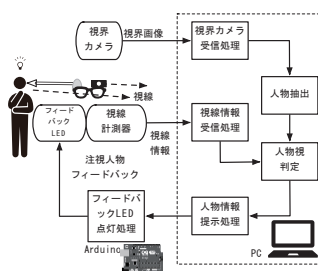 視界
カメラ
視界画像
視界カメラ
受信処理
人物抽出
視線
フィード
バック
LED
視線
計測器
視線
情報
視線情報
受信処理
人物視
判定
注視人物
フィードバック
フィードバ
ックLED
点灯処理
人物情報
提示処理
Arduino
PC